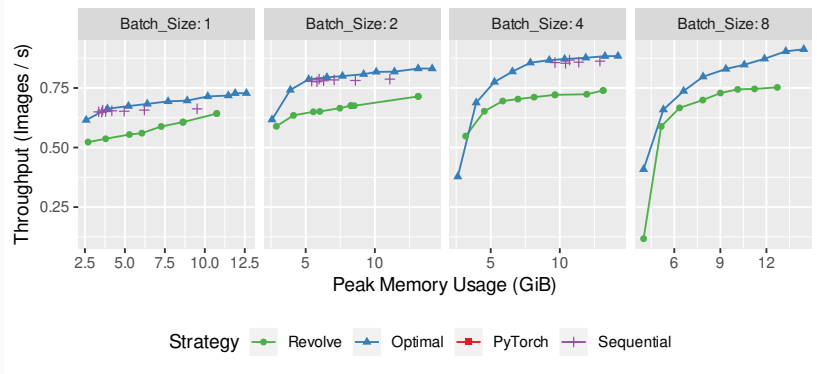 Batch_Size: 1 Batch_Size: 2 Batch_Size: 4 Batch_Size: 8
Throughput (Images / s)
0.75
0.50
0.25
2.5 5.0 7.5 10.0 12.5 5 10 5 10 6 9 12
Peak Memory Usage (GiB)
Strategy Revolve Optimal PyTorch Sequential